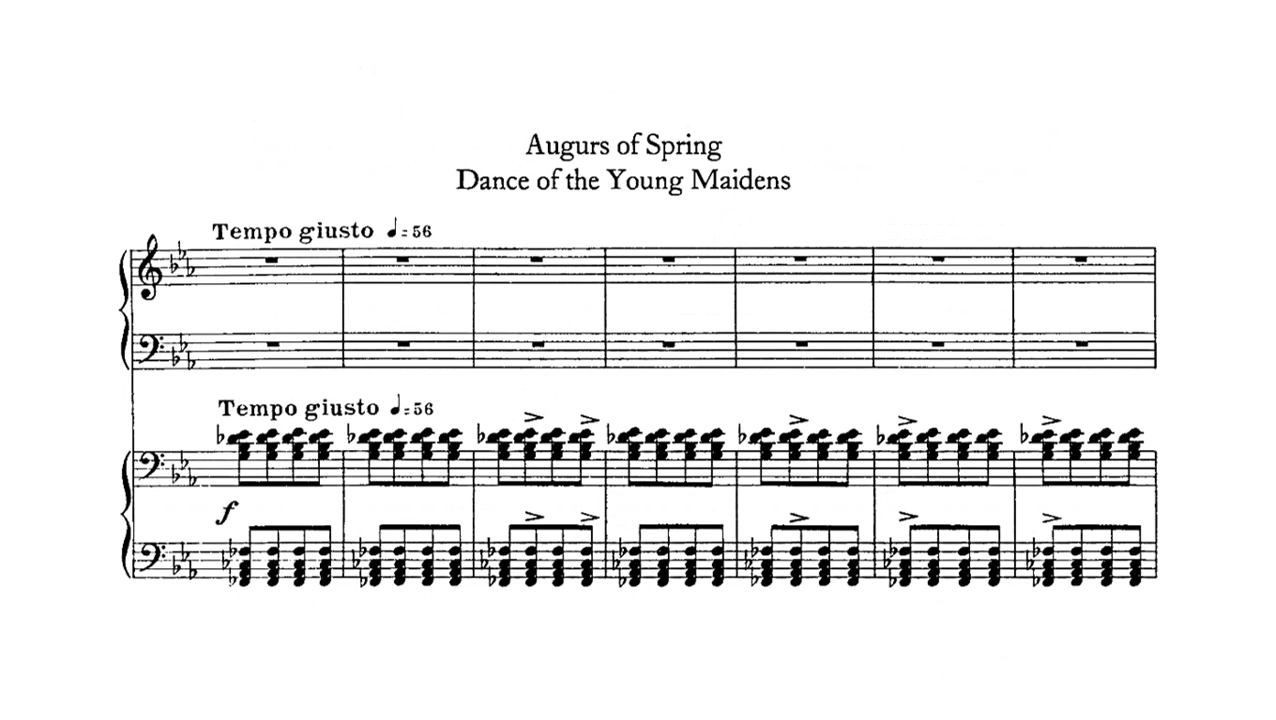 Augurs of Spring
Dance of the Young Maidens
Tempo giusto ♩=56
Tempo giusto ♩=56
f